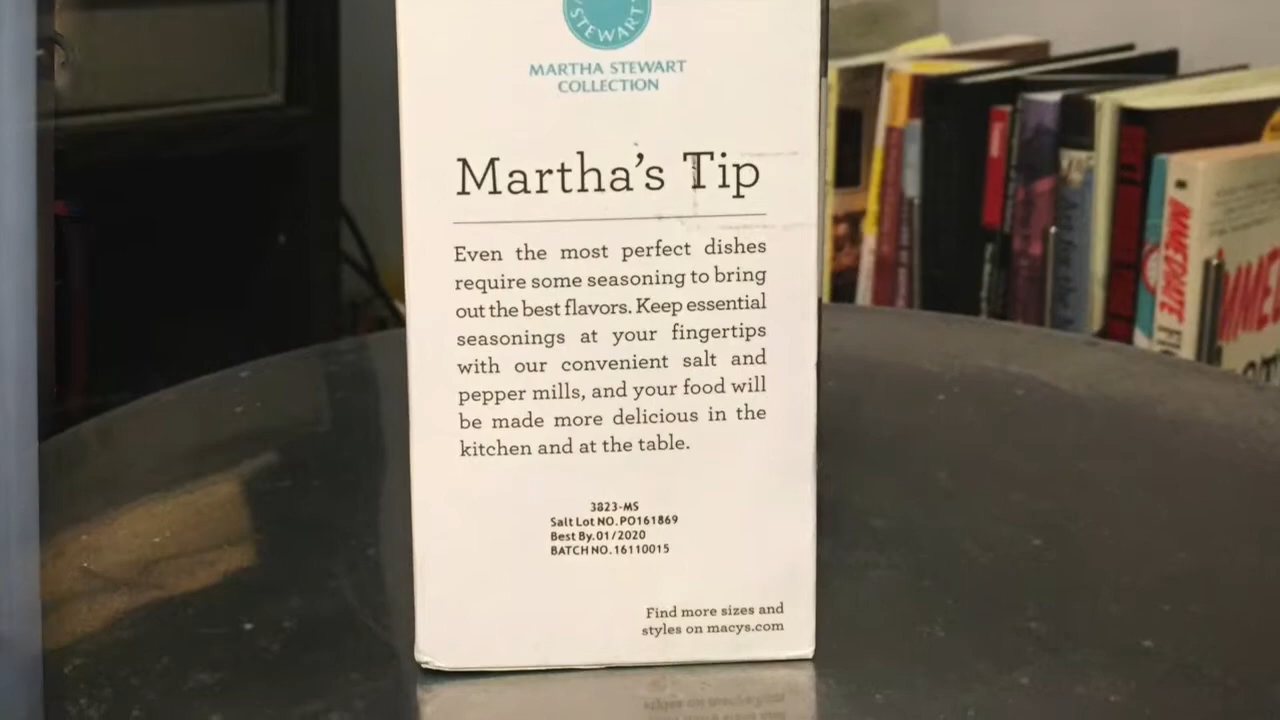 STEWART
MARTHA STEWART
COLLECTION
Martha's Tip
Even the most perfect dishes
require some seasoning to bring
out the best flavors. Keep essential
seasonings at your fingertips
with our convenient salt and
pepper mills, and your food will
be made more delicious in the
kitchen and at the table.
3823-MS
Salt Lot NO. PO161869
Best By. 01/2020
BATCH NO. 16110015
Find more sizes and
styles on macys.com
IMMEDIATE